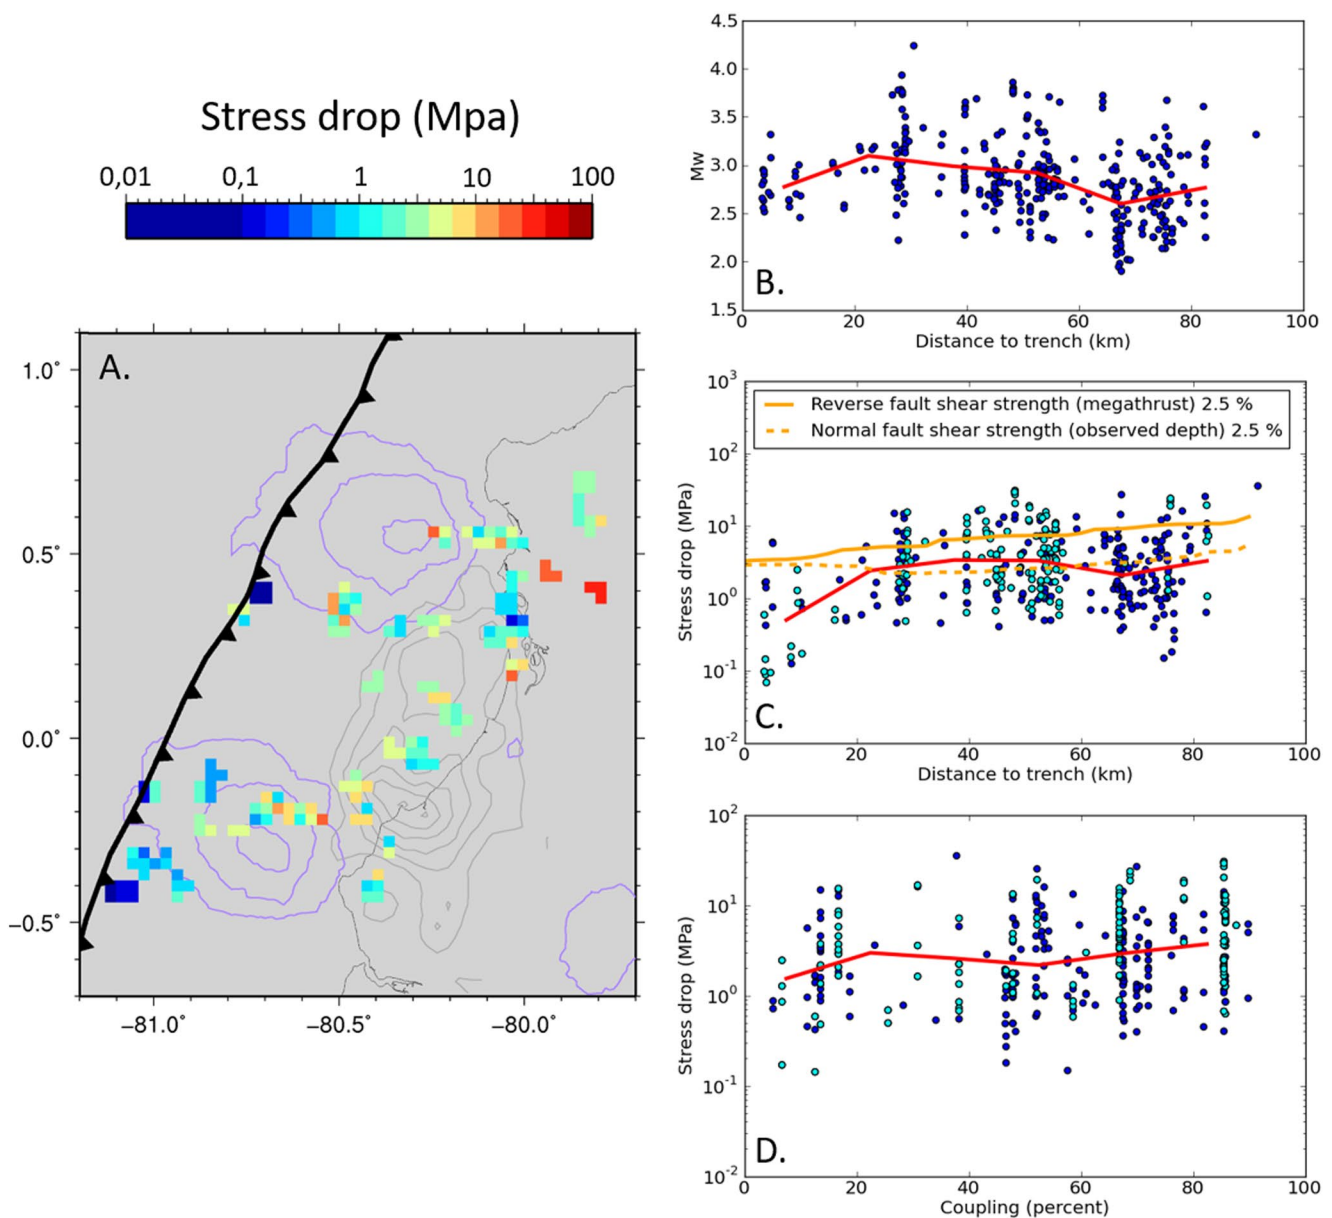 Stress drop (Mpa)
0,01 0,1 1 10 100
A.
1.0°
0.5°
0.0°
−0.5°
−81.0° −80.5° −80.0°
4.5
4.0
3.5
3.0
2.5
2.0
1.5
Mw
B.
0 20 40 60 80 100
Distance to trench (km)
10³
10²
10¹
10⁰
10⁻¹
10⁻²
Stress drop (MPa)
Reverse fault shear strength (megathrust) 2.5 %
Normal fault shear strength (observed depth) 2.5 %
C.
0 20 40 60 80 100
Distance to trench (km)
10²
10¹
10⁰
10⁻¹
10⁻²
Stress drop (MPa)
D.
0 20 40 60 80 100
Coupling (percent)